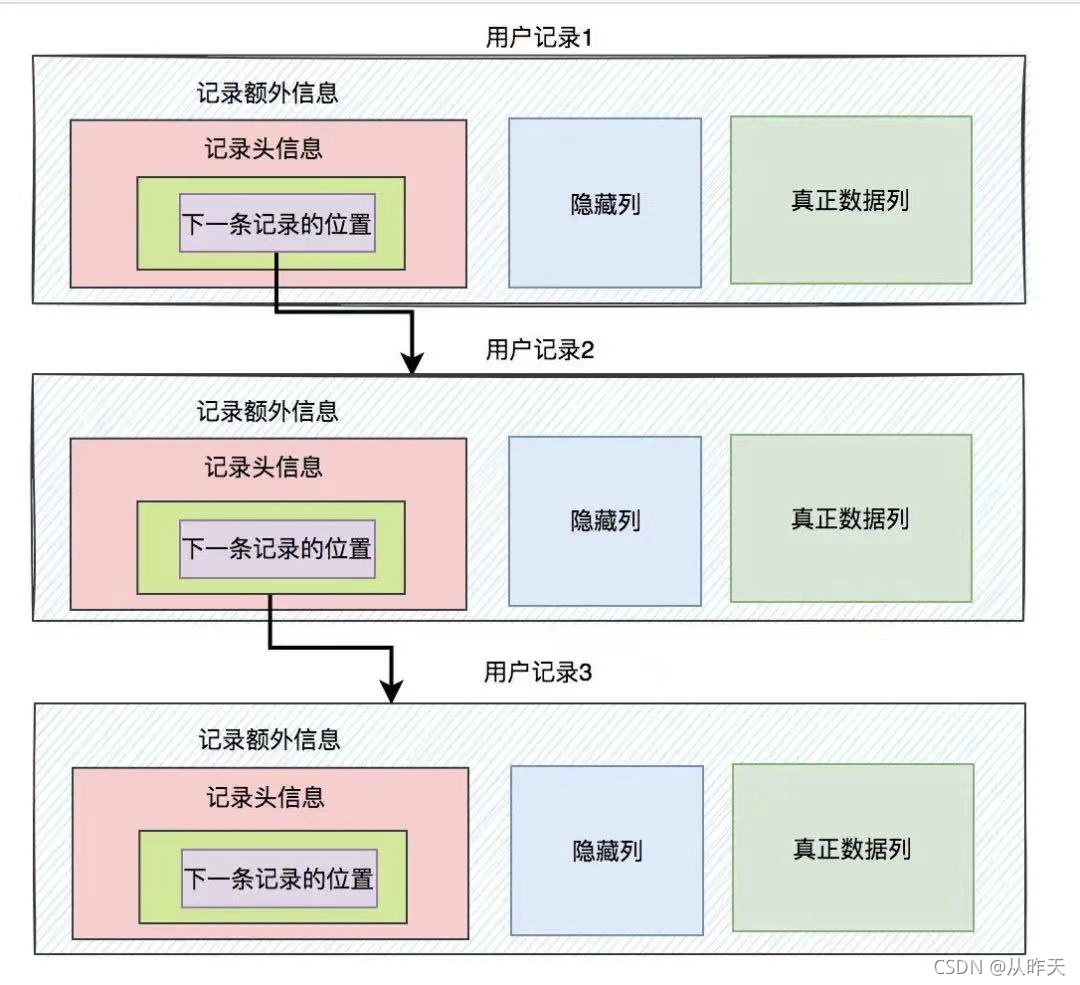 用户记录1
记录额外信息
记录头信息
下一条记录的位置
隐藏列
真正数据列
用户记录2
记录额外信息
记录头信息
下一条记录的位置
隐藏列
真正数据列
用户记录3
记录额外信息
记录头信息
下一条记录的位置
隐藏列
真正数据列
CSDN @从昨天